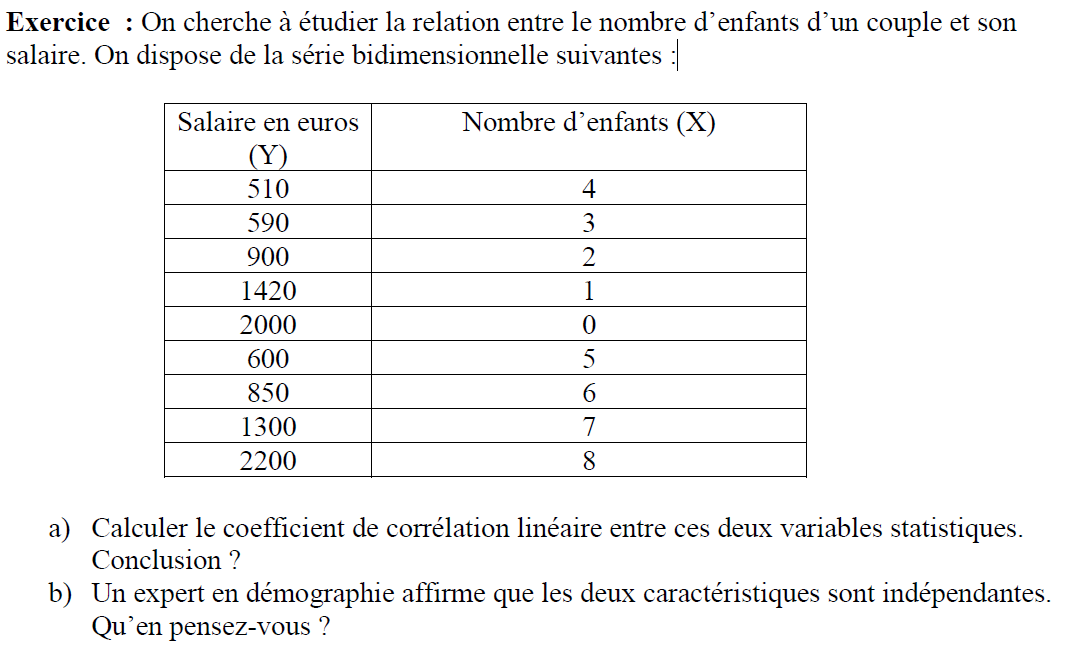 Exercice : On cherche à étudier la relation entre le nombre d’enfants d’un couple et son
salaire. On dispose de la série bidimensionnelle suivantes :
Salaire en euros
(Y)
Nombre d’enfants (X)
510 4
590 3
900 2
1420 1
2000 0
600 5
850 6
1300 7
2200 8
a) Calculer le coefficient de corrélation linéaire entre ces deux variables statistiques.
Conclusion ?
b) Un expert en démographie affirme que les deux caractéristiques sont indépendantes.
Qu’en pensez-vous ?